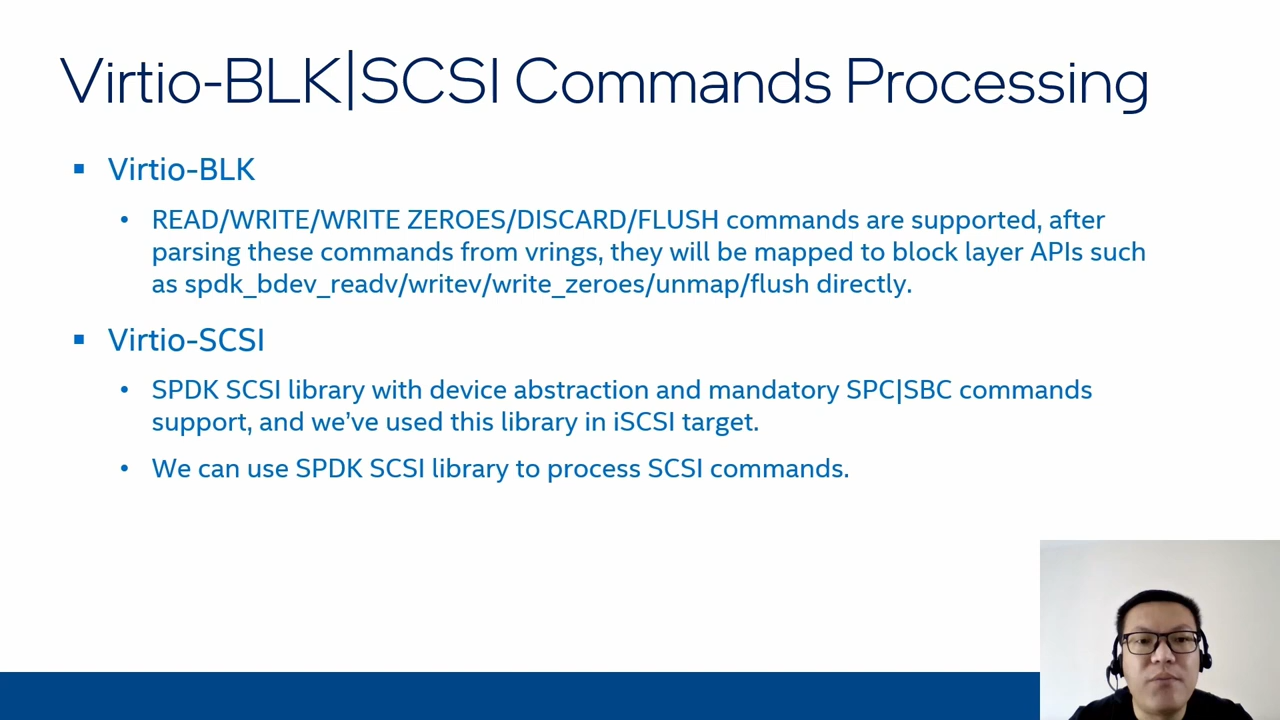 Virtio-BLK|SCSI Commands Processing
Virtio-BLK
READ/WRITE/WRITE ZEROES/DISCARD/FLUSH commands are supported, after
parsing these commands from vrings, they will be mapped to block layer APIs such
as spdk_bdev_readv/writev/write_zeroes/unmap/flush directly.
Virtio-SCSI
SPDK SCSI library with device abstraction and mandatory SPC|SBC commands
support, and we’ve used this library in iSCSI target.
We can use SPDK SCSI library to process SCSI commands.